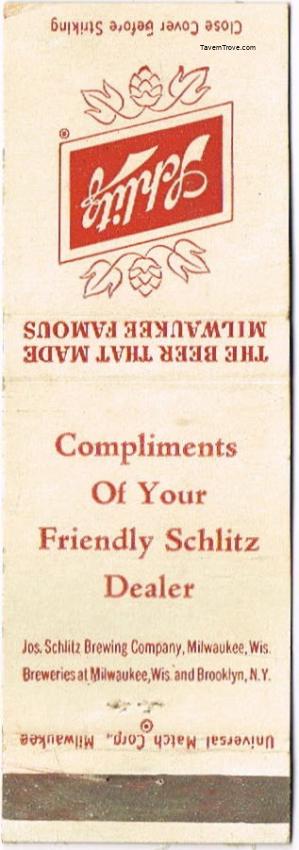 Close Cover Before Striking
TavernTrove.com
®
Schlitz
THE BEER THAT MADE
MILWAUKEE FAMOUS
Compliments
Of Your
Friendly Schlitz
Dealer
Jos. Schlitz Brewing Company, Milwaukee, Wis.
Breweries at Milwaukee, Wis. and Brooklyn, N.Y.
©
Universal Match Corp., Milwaukee